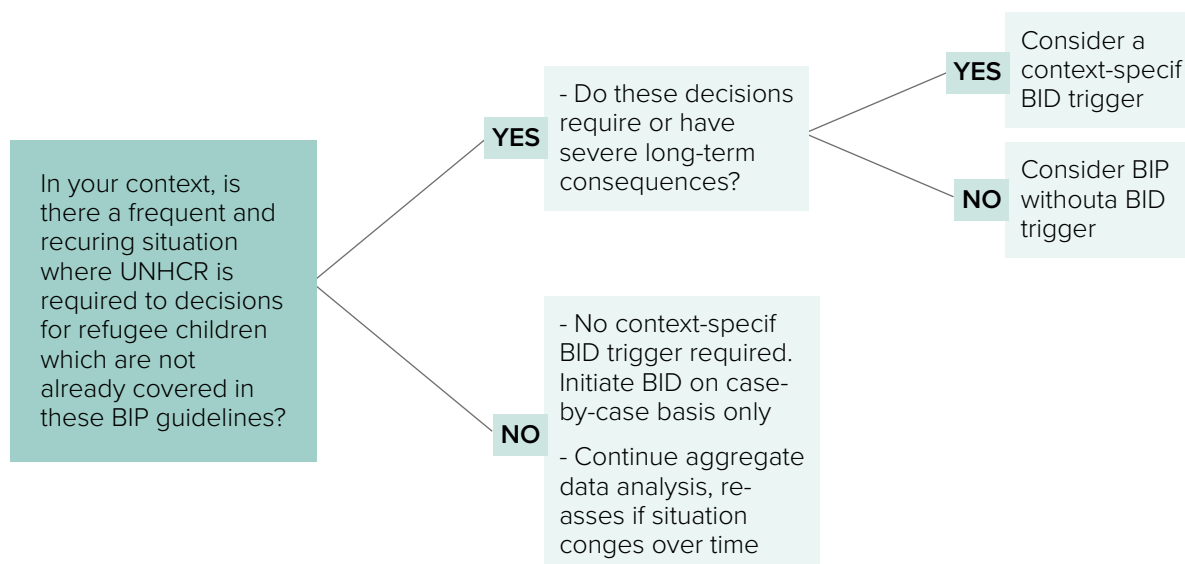 In your context, is
there a frequent and
recuring situation
where UNHCR is
required to decisions
for refugee children
which are not
already covered in
these BIP guidelines?
YES
- Do these decisions
require or have
severe long-term
consequences?
YES
Consider a
context-specif
BID trigger
NO
Consider BIP
withouta BID
trigger
NO
- No context-specif
BID trigger required.
Initiate BID on case-
by-case basis only
- Continue aggregate
data analysis, re-
asses if situation
conges over time